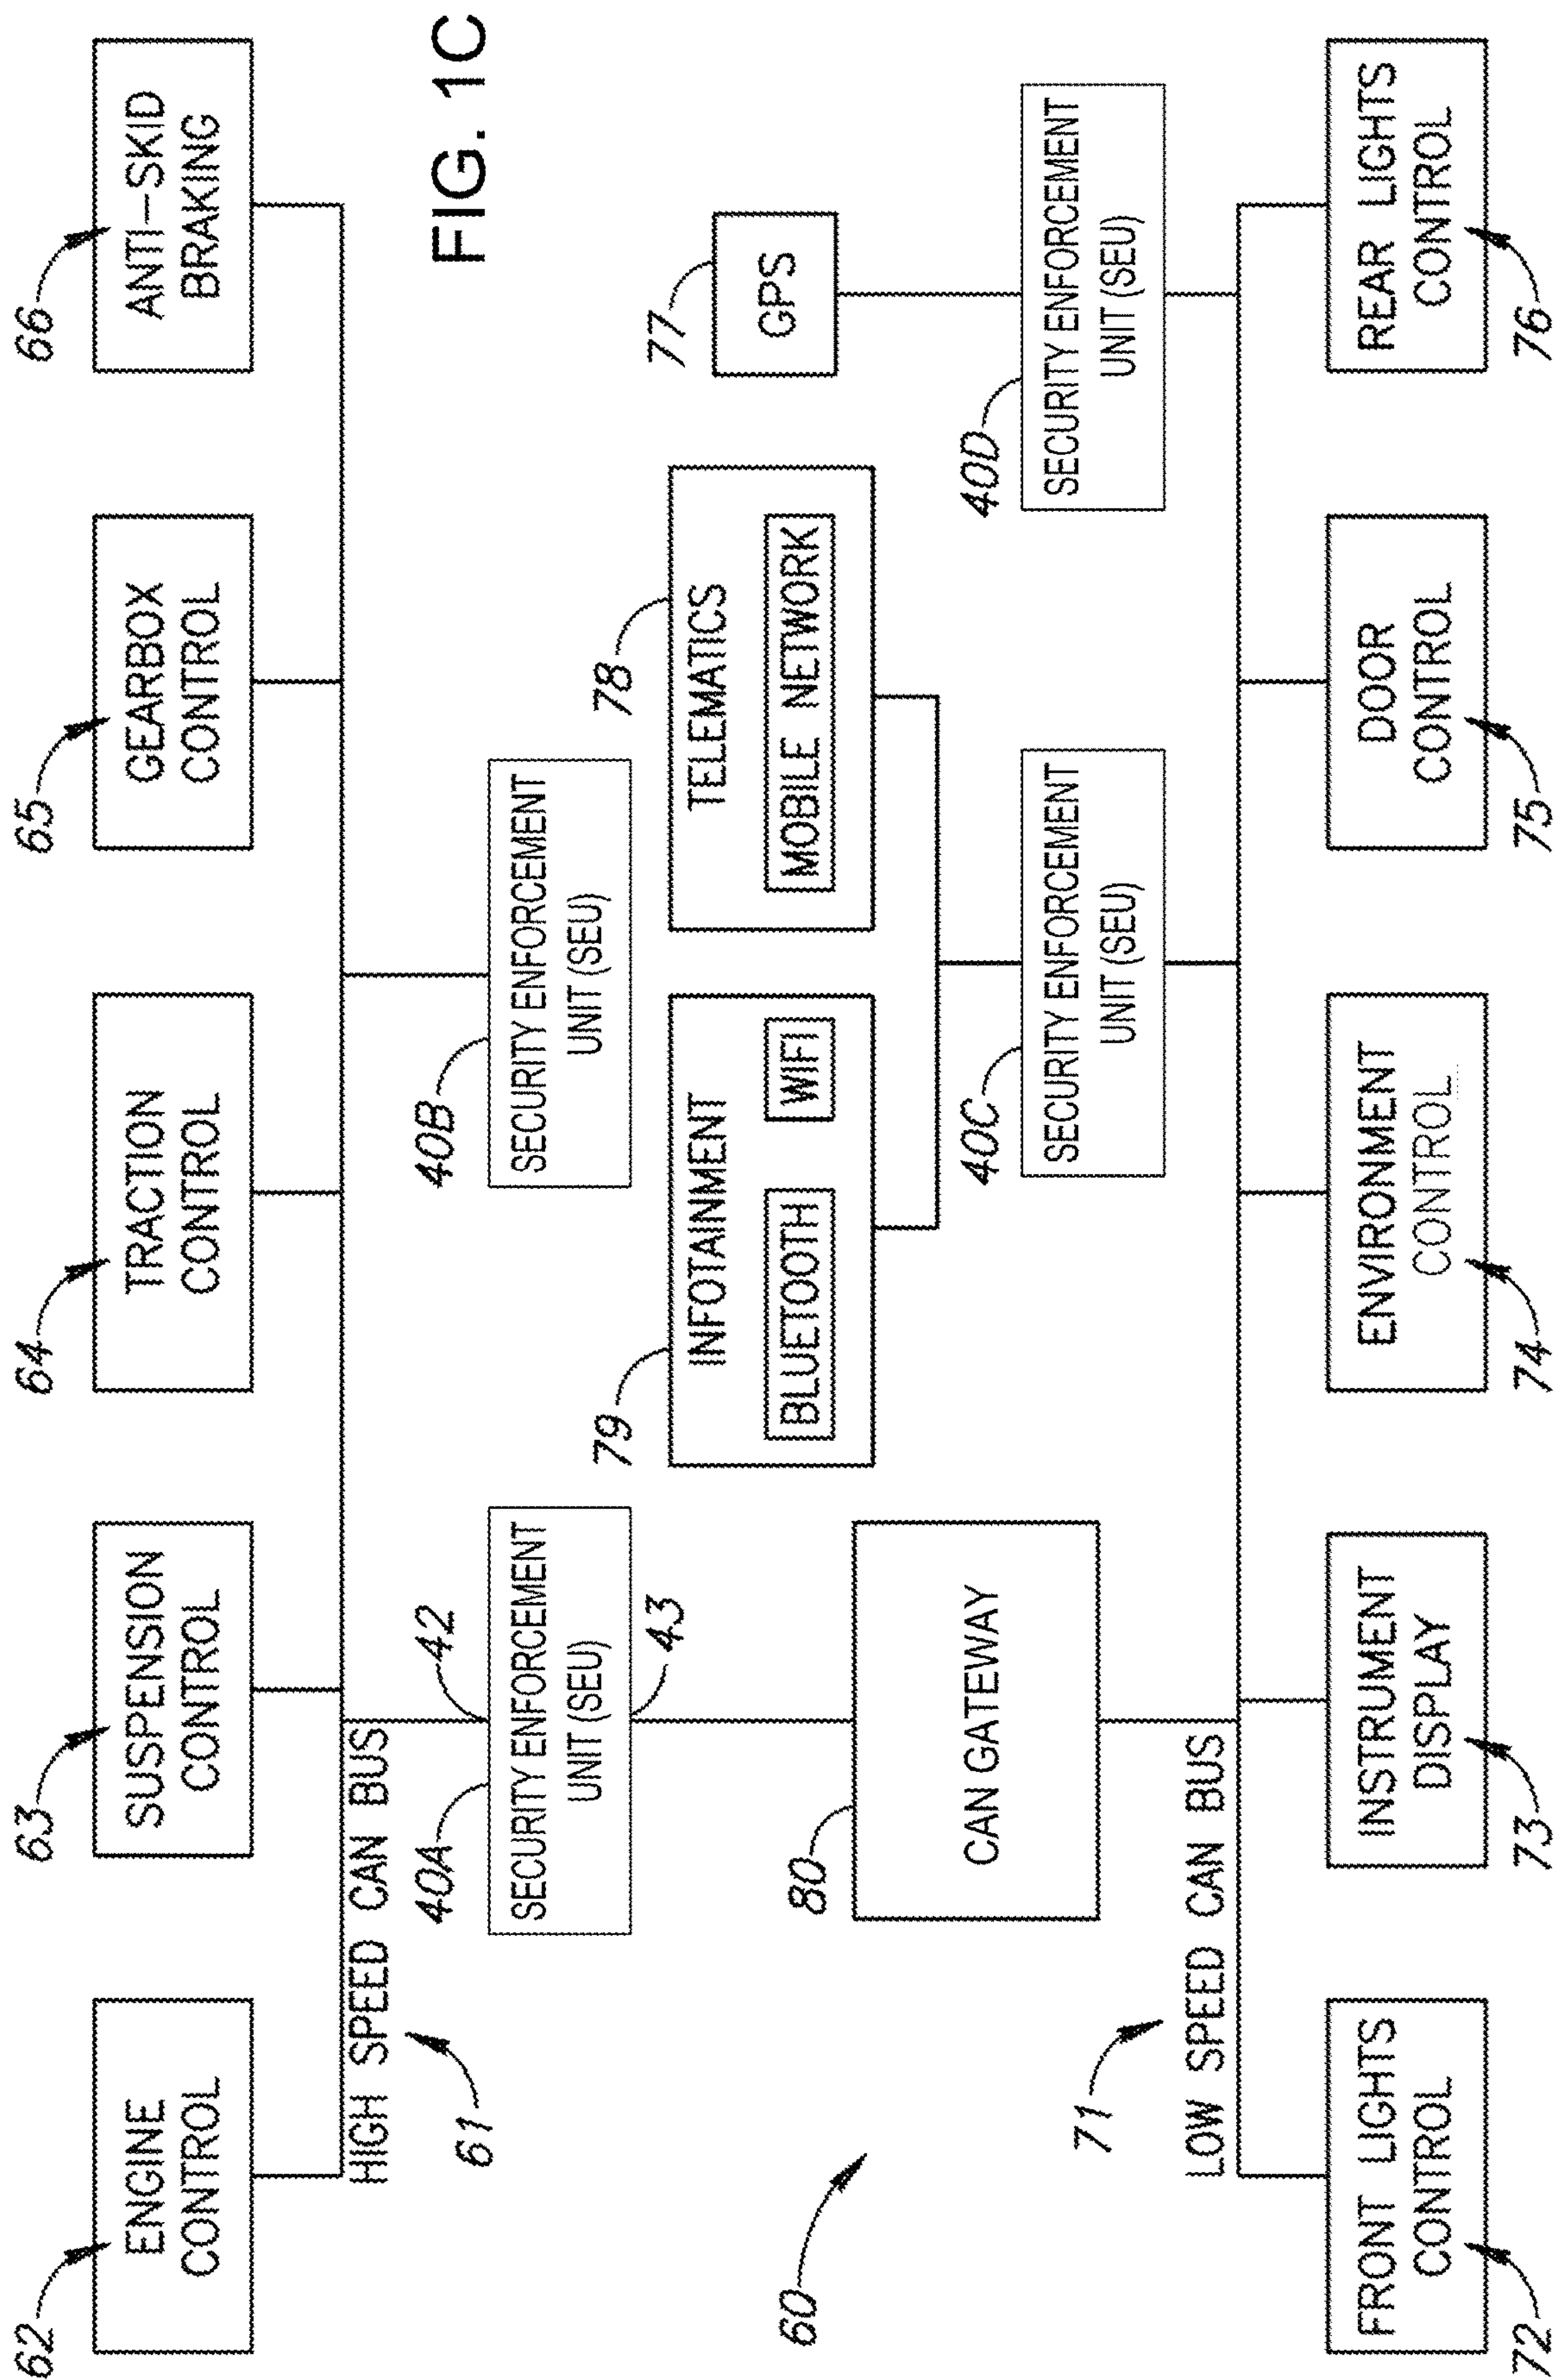 62
ENGINE
CONTROL
63
SUSPENSION
CONTROL
64
TRACTION
CONTROL
65
GEARBOX
CONTROL
66
ANTI-SKID
BRAKING
HIGH SPEED CAN BUS
61
42
40A
SECURITY ENFORCEMENT
UNIT (SEU)
43
40B
SECURITY ENFORCEMENT
UNIT (SEU)
FIG. 1C
79
INFOTAINMENT
BLUETOOTH
WIFI
78
TELEMATICS
MOBILE NETWORK
77
GPS
60
80
CAN GATEWAY
40C
SECURITY ENFORCEMENT
UNIT (SEU)
40D
SECURITY ENFORCEMENT
UNIT (SEU)
71
LOW SPEED CAN BUS
FRONT LIGHTS
CONTROL
72
INSTRUMENT
DISPLAY
73
ENVIRONMENT
CONTROL
74
DOOR
CONTROL
75
REAR LIGHTS
CONTROL
76